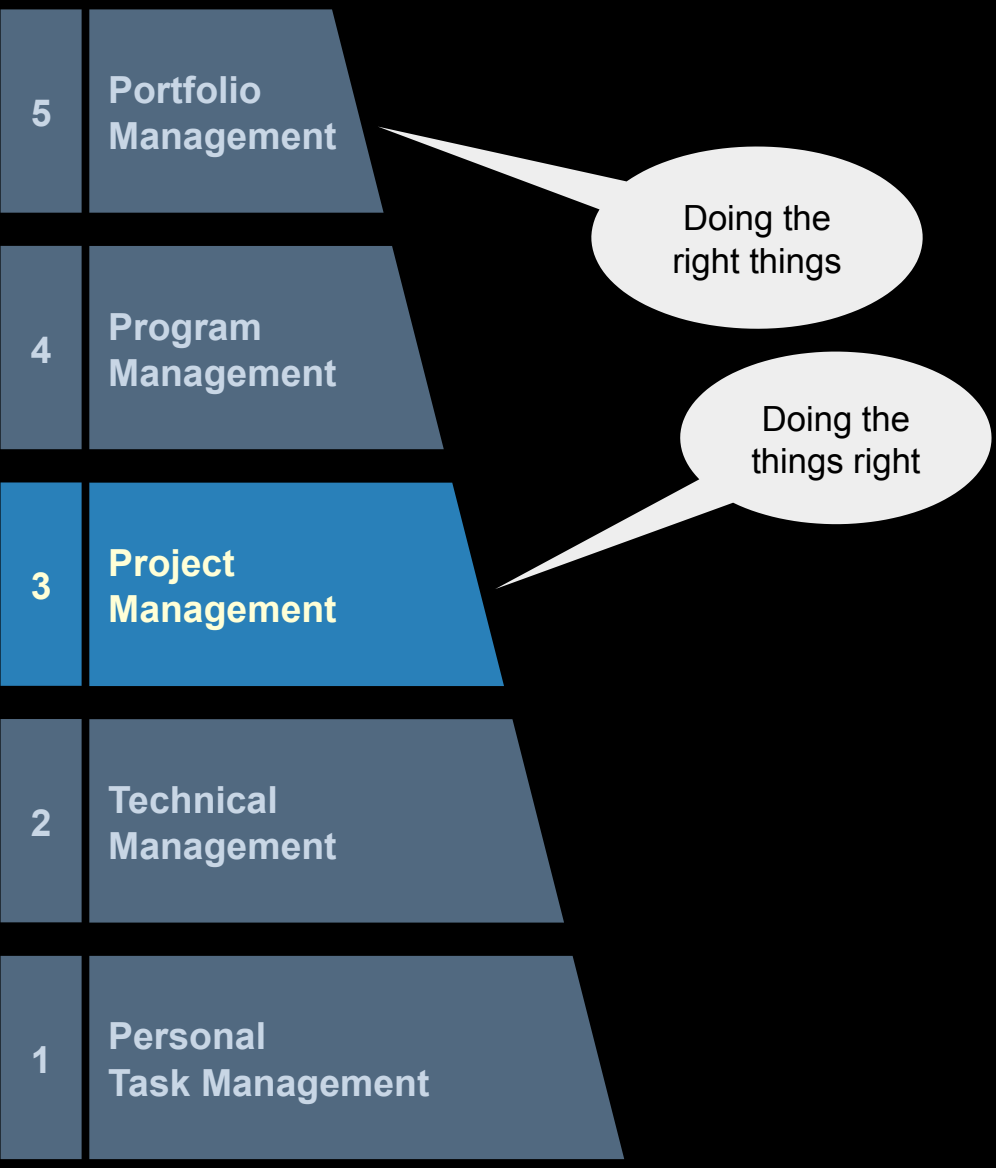 5
Portfolio
Management
Doing the
right things
4
Program
Management
Doing the
things right
3
Project
Management
2
Technical
Management
1
Personal
Task Management